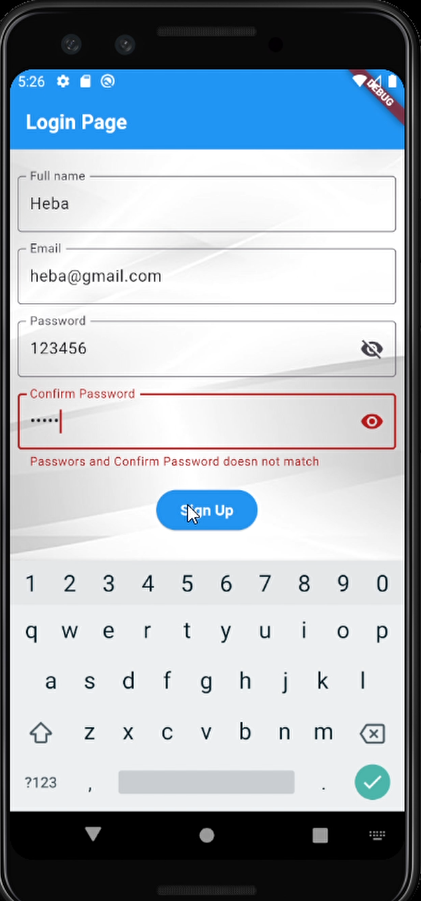 5:26
DEBUG
Login Page
Full name
Heba
Email
heba@gmail.com
Password
123456
Confirm Password
•••••
Passwors and Confirm Password doesn not match
Sign Up
1 2 3 4 5 6 7 8 9 0
q w e r t y u i o p
a s d f g h j k l
z x c v b n m
?123 , .